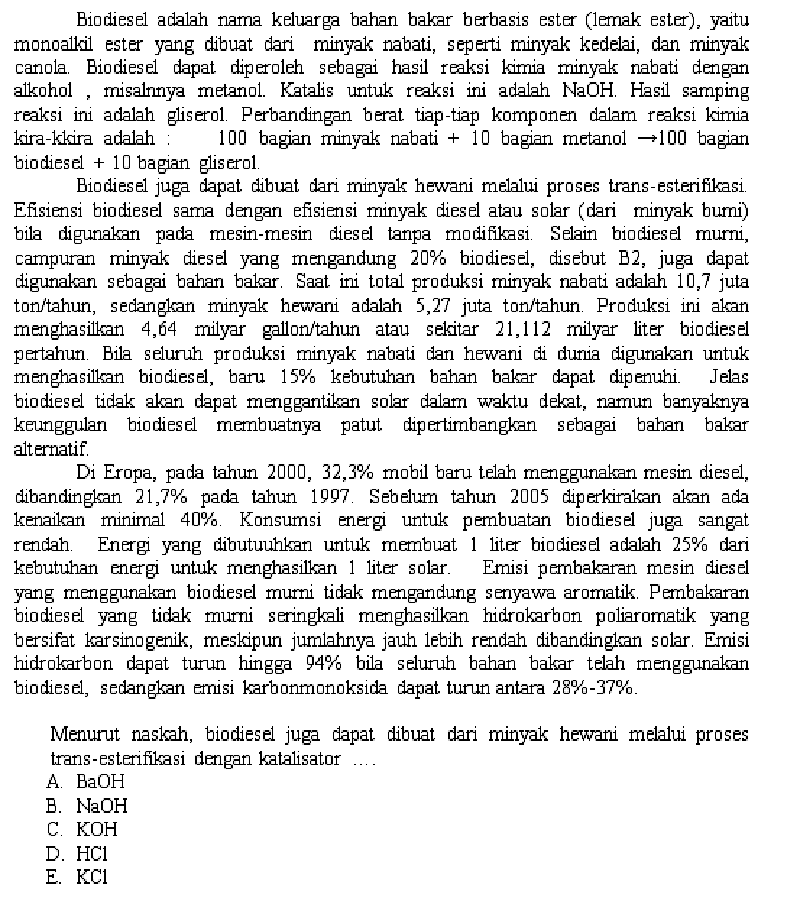 Biodiesel adalah nama keluarga bahan bakar berbasis ester (lemak ester), yaitu
monoalkil ester yang dibuat dari minyak nabati, seperti minyak kedelai, dan minyak
canola. Biodiesel dapat diperoleh sebagai hasil reaksi kimia minyak nabati dengan
alkohol , misalnnya metanol. Katalis untuk reaksi ini adalah NaOH. Hasil samping
reaksi ini adalah gliserol. Perbandingan berat tiap-tiap komponen dalam reaksi kimia
kira-kkira adalah : 100 bagian minyak nabati + 10 bagian metanol →100 bagian
biodiesel + 10 bagian gliserol.
Biodiesel juga dapat dibuat dari minyak hewani melalui proses trans-esterifikasi.
Efisiensi biodiesel sama dengan efisiensi minyak diesel atau solar (dari minyak bumi)
bila digunakan pada mesin-mesin diesel tanpa modifikasi. Selain biodiesel murni,
campuran minyak diesel yang mengandung 20% biodiesel, disebut B2, juga dapat
digunakan sebagai bahan bakar. Saat ini total produksi minyak nabati adalah 10,7 juta
ton/tahun, sedangkan minyak hewani adalah 5,27 juta ton/tahun. Produksi ini akan
menghasilkan 4,64 milyar gallon/tahun atau sekitar 21,112 milyar liter biodiesel
pertahun. Bila seluruh produksi minyak nabati dan hewani di dunia digunakan untuk
menghasilkan biodiesel, baru 15% kebutuhan bahan bakar dapat dipenuhi. Jelas
biodiesel tidak akan dapat menggantikan solar dalam waktu dekat, namun banyaknya
keunggulan biodiesel membuatnya patut dipertimbangkan sebagai bahan bakar
alternatif.
Di Eropa, pada tahun 2000, 32,3% mobil baru telah menggunakan mesin diesel,
dibandingkan 21,7% pada tahun 1997. Sebelum tahun 2005 diperkirakan akan ada
kenaikan minimal 40%. Konsumsi energi untuk pembuatan biodiesel juga sangat
rendah. Energi yang dibutuuhkan untuk membuat 1 liter biodiesel adalah 25% dari
kebutuhan energi untuk menghasilkan 1 liter solar. Emisi pembakaran mesin diesel
yang menggunakan biodiesel murni tidak mengandung senyawa aromatik. Pembakaran
biodiesel yang tidak murni seringkali menghasilkan hidrokarbon poliaromatik yang
bersifat karsinogenik, meskipun jumlahnya jauh lebih rendah dibandingkan solar. Emisi
hidrokarbon dapat turun hingga 94% bila seluruh bahan bakar telah menggunakan
biodiesel, sedangkan emisi karbonmonoksida dapat turun antara 28%-37%.
Menurut naskah, biodiesel juga dapat dibuat dari minyak hewani melalui proses
trans-esterifikasi dengan katalisator ....
A. BaOH
B. NaOH
C. KOH
D. HCl
E. KCl